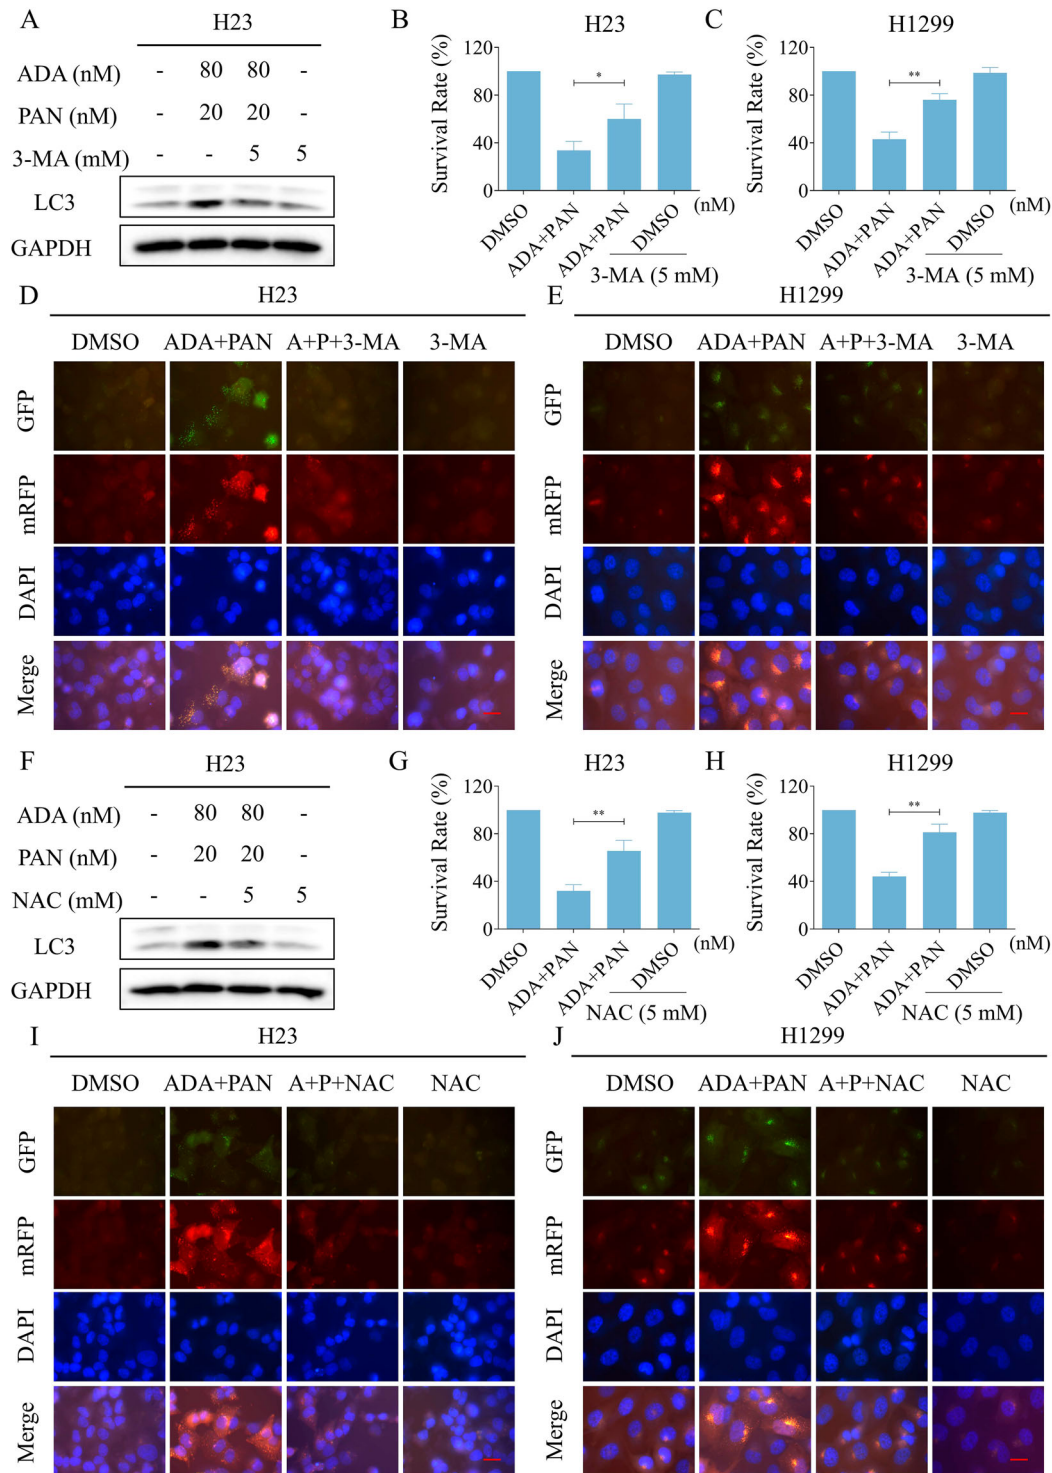 A
H23
ADA (nM) - 80 80 -
PAN (nM) - 20 20 -
3-MA (mM) - - 5 5
LC3
GAPDH
B
H23
Survival Rate (%)
120
80
40
0
*
DMSO
ADA+PAN
ADA+PAN
DMSO
(nM)
3-MA (5 mM)
C
H1299
Survival Rate (%)
120
80
40
0
**
DMSO
ADA+PAN
ADA+PAN
DMSO
(nM)
3-MA (5 mM)
D
H23
DMSO ADA+PAN A+P+3-MA 3-MA
GFP
mRFP
DAPI
Merge
E
H1299
DMSO ADA+PAN A+P+3-MA 3-MA
GFP
mRFP
DAPI
Merge
F
H23
ADA (nM) - 80 80 -
PAN (nM) - 20 20 -
NAC (mM) - - 5 5
LC3
GAPDH
G
H23
Survival Rate (%)
120
80
40
0
**
DMSO
ADA+PAN
ADA+PAN
DMSO
(nM)
NAC (5 mM)
H
H1299
Survival Rate (%)
120
80
40
0
**
DMSO
ADA+PAN
ADA+PAN
DMSO
(nM)
NAC (5 mM)
I
H23
DMSO ADA+PAN A+P+NAC NAC
GFP
mRFP
DAPI
Merge
J
H1299
DMSO ADA+PAN A+P+NAC NAC
GFP
mRFP
DAPI
Merge